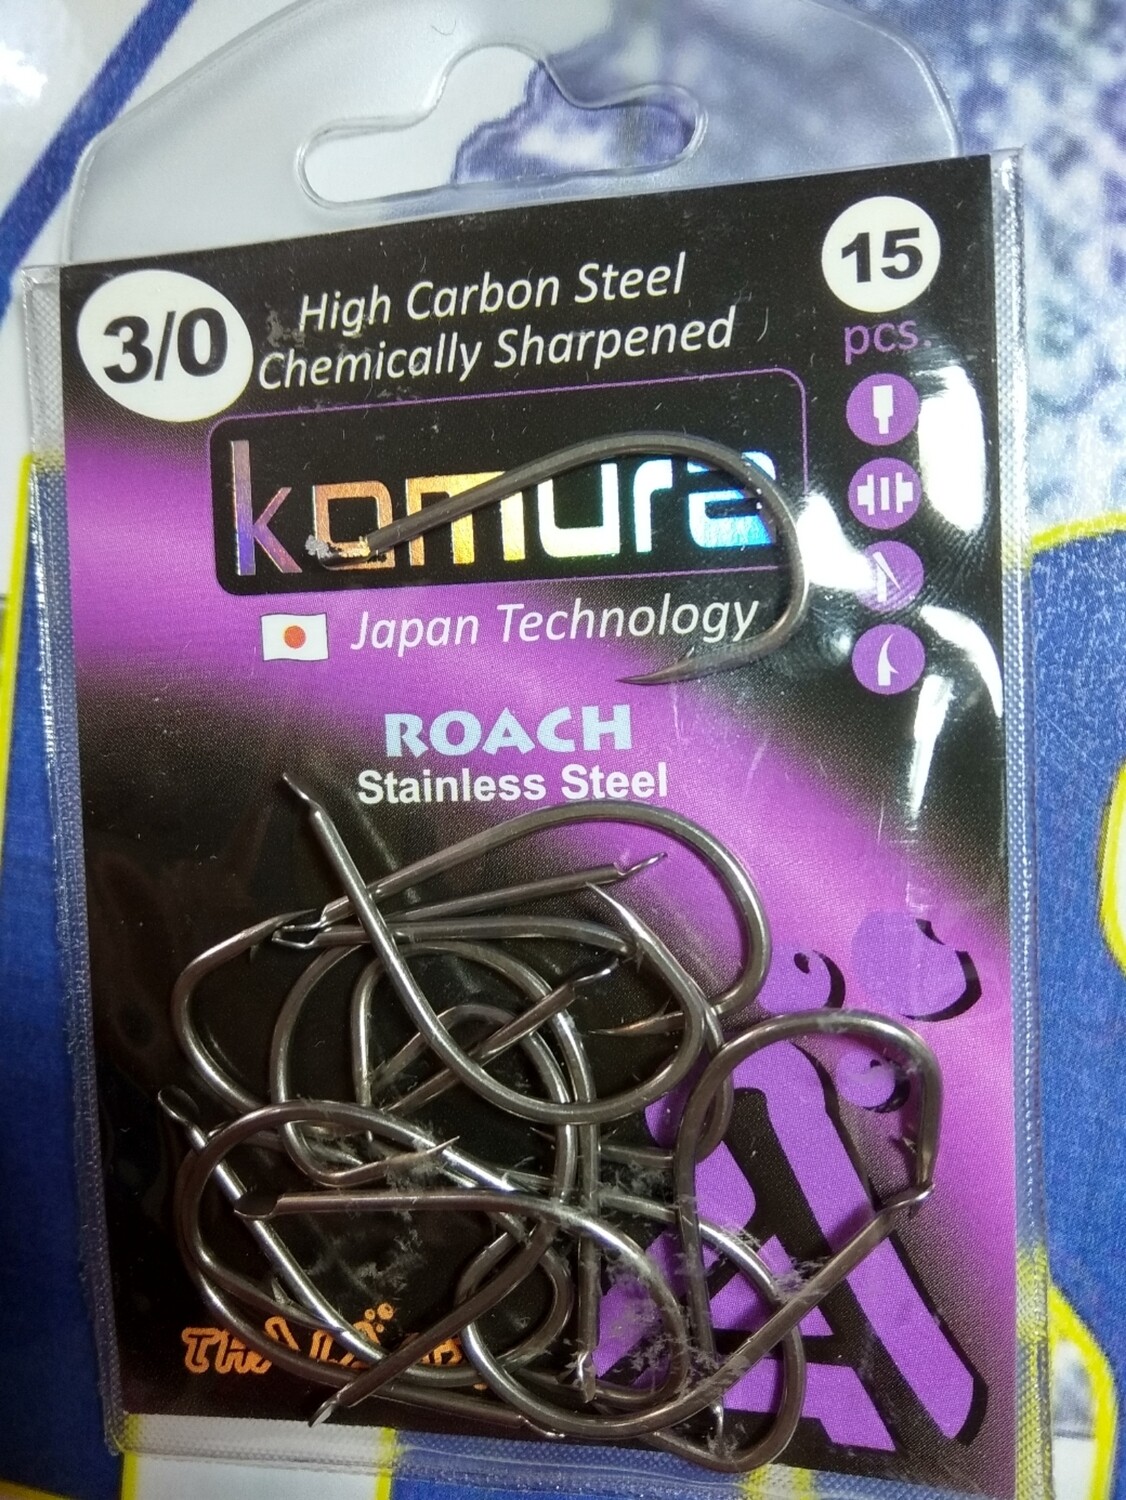 3/0
High Carbon Steel
Chemically Sharpened
15
pcs.
komura
Japan Technology
ROACH
Stainless Steel